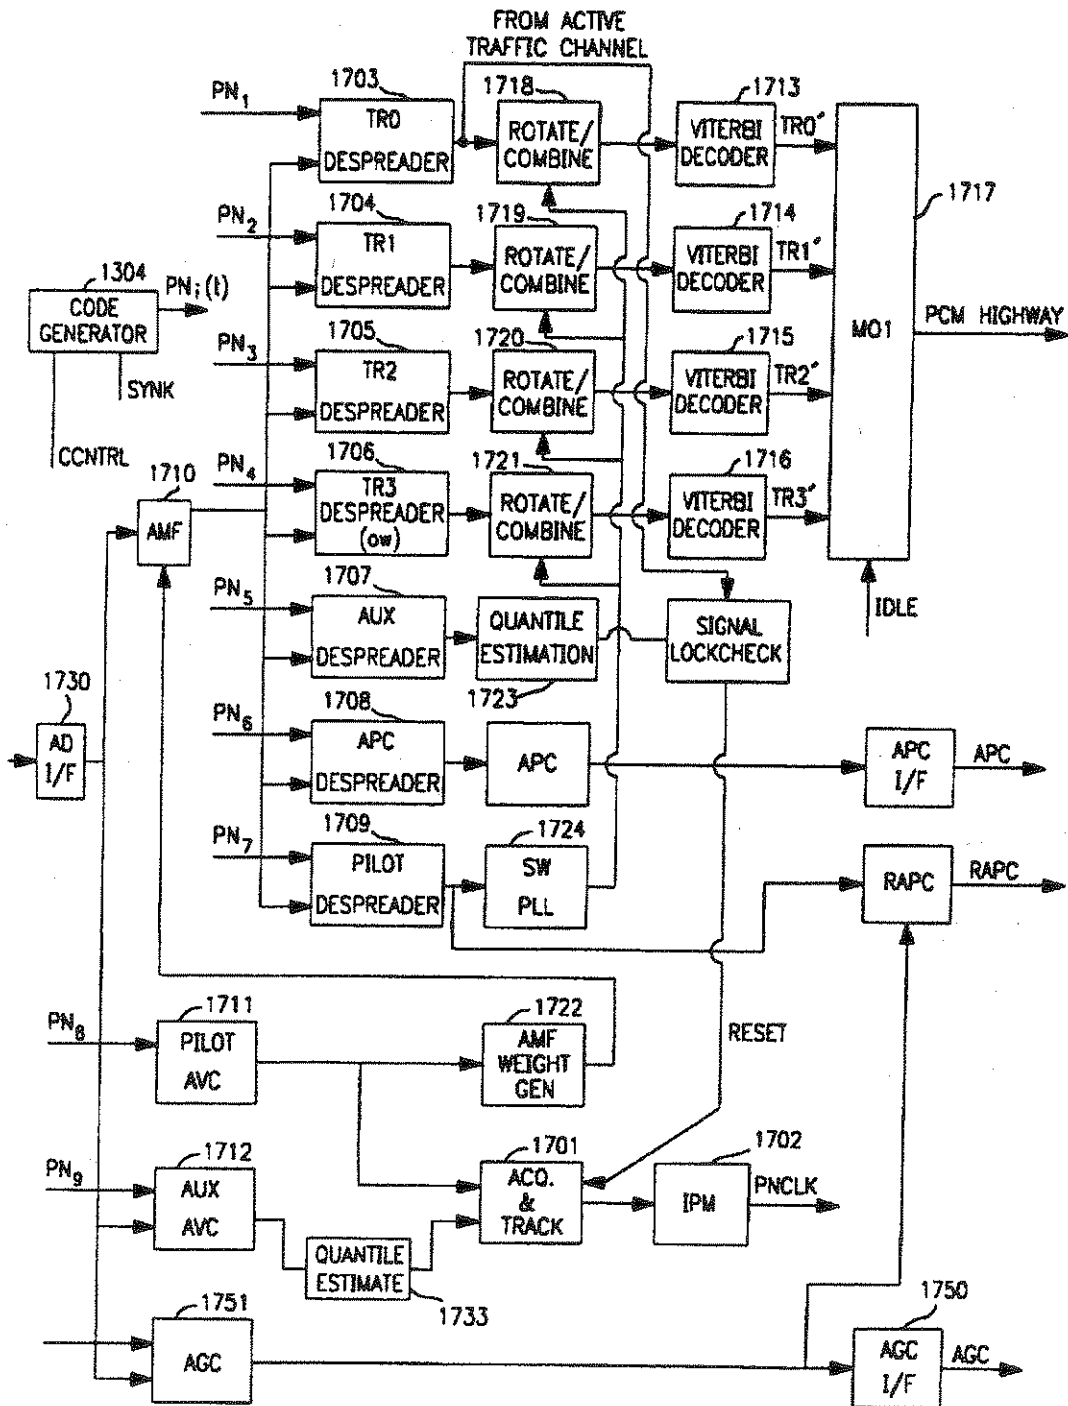 FROM ACTIVE
TRAFFIC CHANNEL
PN1
1703
TR0
DESPREADER
1718
ROTATE/
COMBINE
1713
VITERBI
DECODER
TR0'
PN2
1704
TR1
DESPREADER
1719
ROTATE/
COMBINE
1714
VITERBI
DECODER
TR1'
1717
MO1
PCM HIGHWAY
1304
CODE
GENERATOR
PNi(t)
SYNK
CCNTRL
PN3
1705
TR2
DESPREADER
1720
ROTATE/
COMBINE
1715
VITERBI
DECODER
TR2'
PN4
1706
TR3
DESPREADER
(ow)
1721
ROTATE/
COMBINE
1716
VITERBI
DECODER
TR3'
IDLE
1710
AMF
PN5
1707
AUX
DESPREADER
QUANTILE
ESTIMATION
1723
SIGNAL
LOCKCHECK
1730
AD
I/F
PN6
1708
APC
DESPREADER
APC
APC
I/F
APC
PN7
1709
PILOT
DESPREADER
1724
SW
PLL
RAPC
RAPC
PN8
1711
PILOT
AVC
1722
AMF
WEIGHT
GEN
RESET
PN9
1712
AUX
AVC
QUANTILE
ESTIMATE
1733
1701
ACQ.
&
TRACK
1702
IPM
PNCLK
1751
AGC
1750
AGC
I/F
AGC